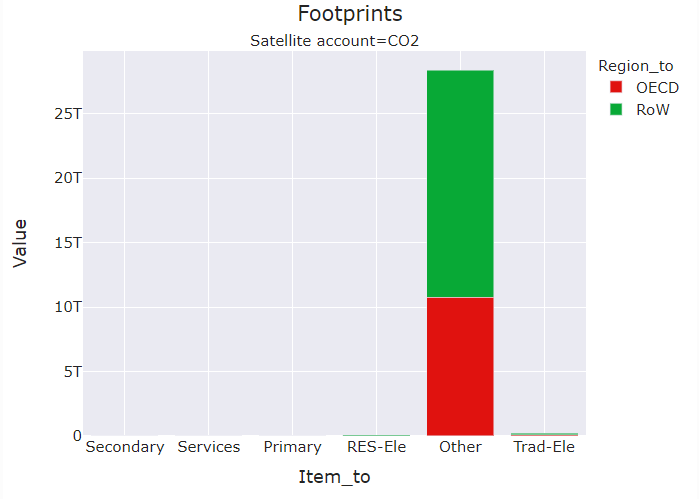 Footprints
Satellite account=CO2
Region_to
OECD
RoW
25T
20T
15T
10T
5T
0
Value
Secondary Services Primary RES-Ele Other Trad-Ele
Item_to